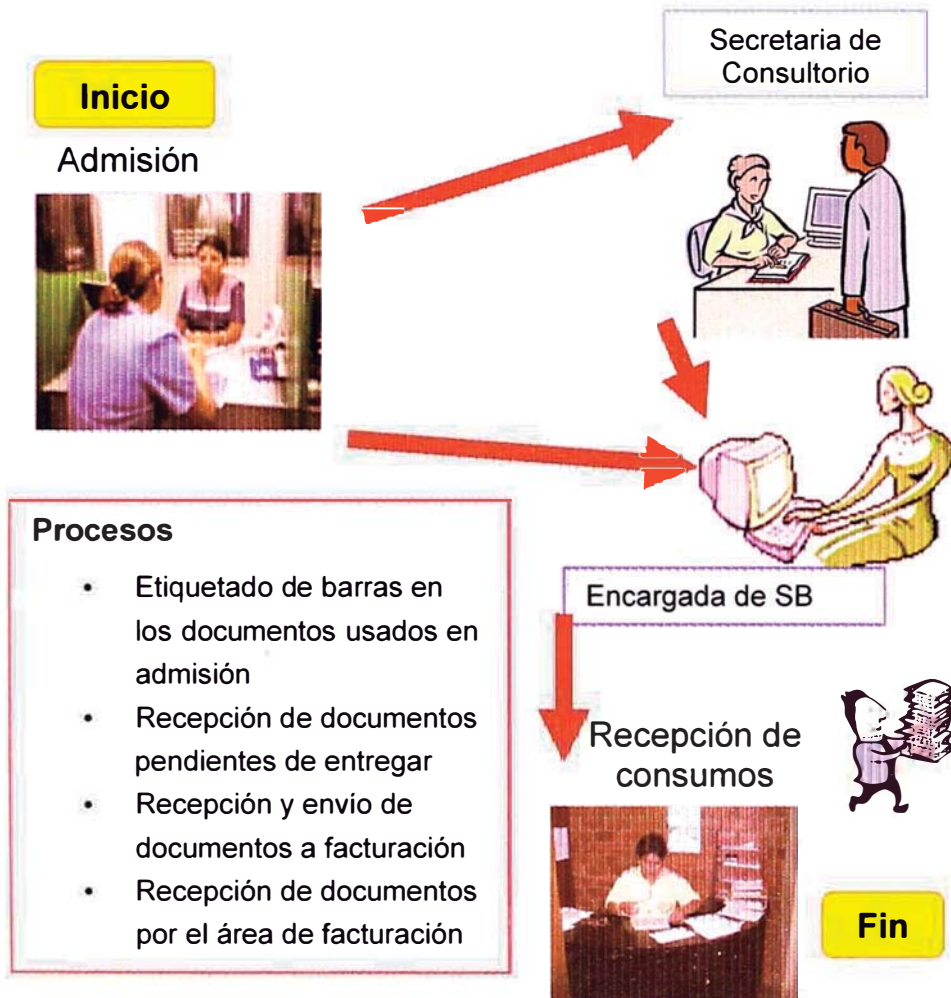 Inicio
Admisión
Secretaria de
Consultorio
Encargada de SB
Procesos
• Etiquetado de barras en
los documentos usados en
admisión
• Recepción de documentos
pendientes de entregar
• Recepción y envío de
documentos a facturación
• Recepción de documentos
por el área de facturación
Recepción de
consumos
Fin